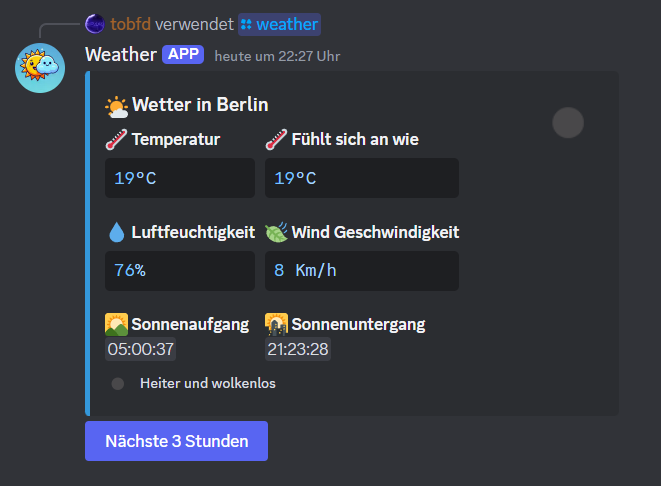 tobfd verwendet weather
Weather APP heute um 22:27 Uhr
Wetter in Berlin
Temperatur Fühlt sich an wie
19°C 19°C
Luftfeuchtigkeit Wind Geschwindigkeit
76% 8 Km/h
Sonnenaufgang Sonnenuntergang
05:00:37 21:23:28
Heiter und wolkenlos
Nächste 3 Stunden